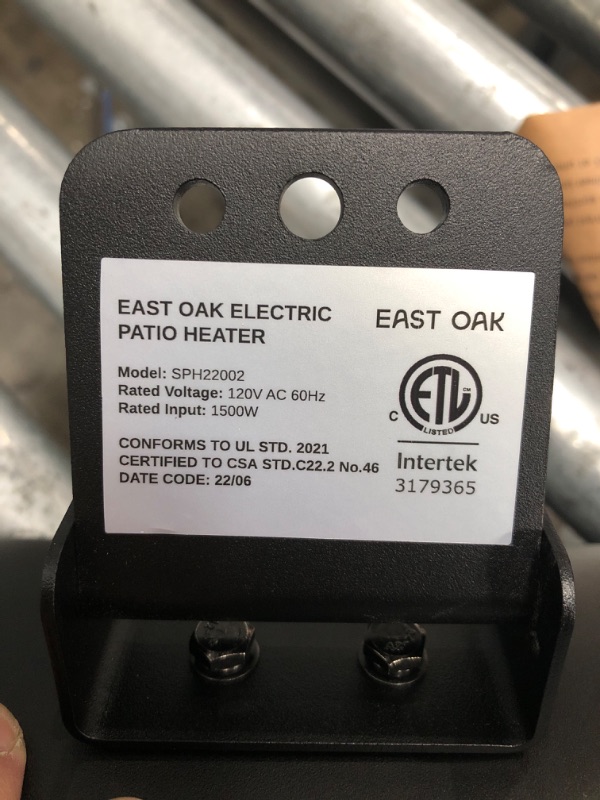 EAST OAK ELECTRIC
PATIO HEATER
EAST OAK
Model: SPH22002
Rated Voltage: 120V AC 60Hz
Rated Input: 1500W
CONFORMS TO UL STD. 2021
CERTIFIED TO CSA STD.C22.2 No.46
DATE CODE: 22/06
ETL
CM
LISTED
C
US
Intertek
3179365